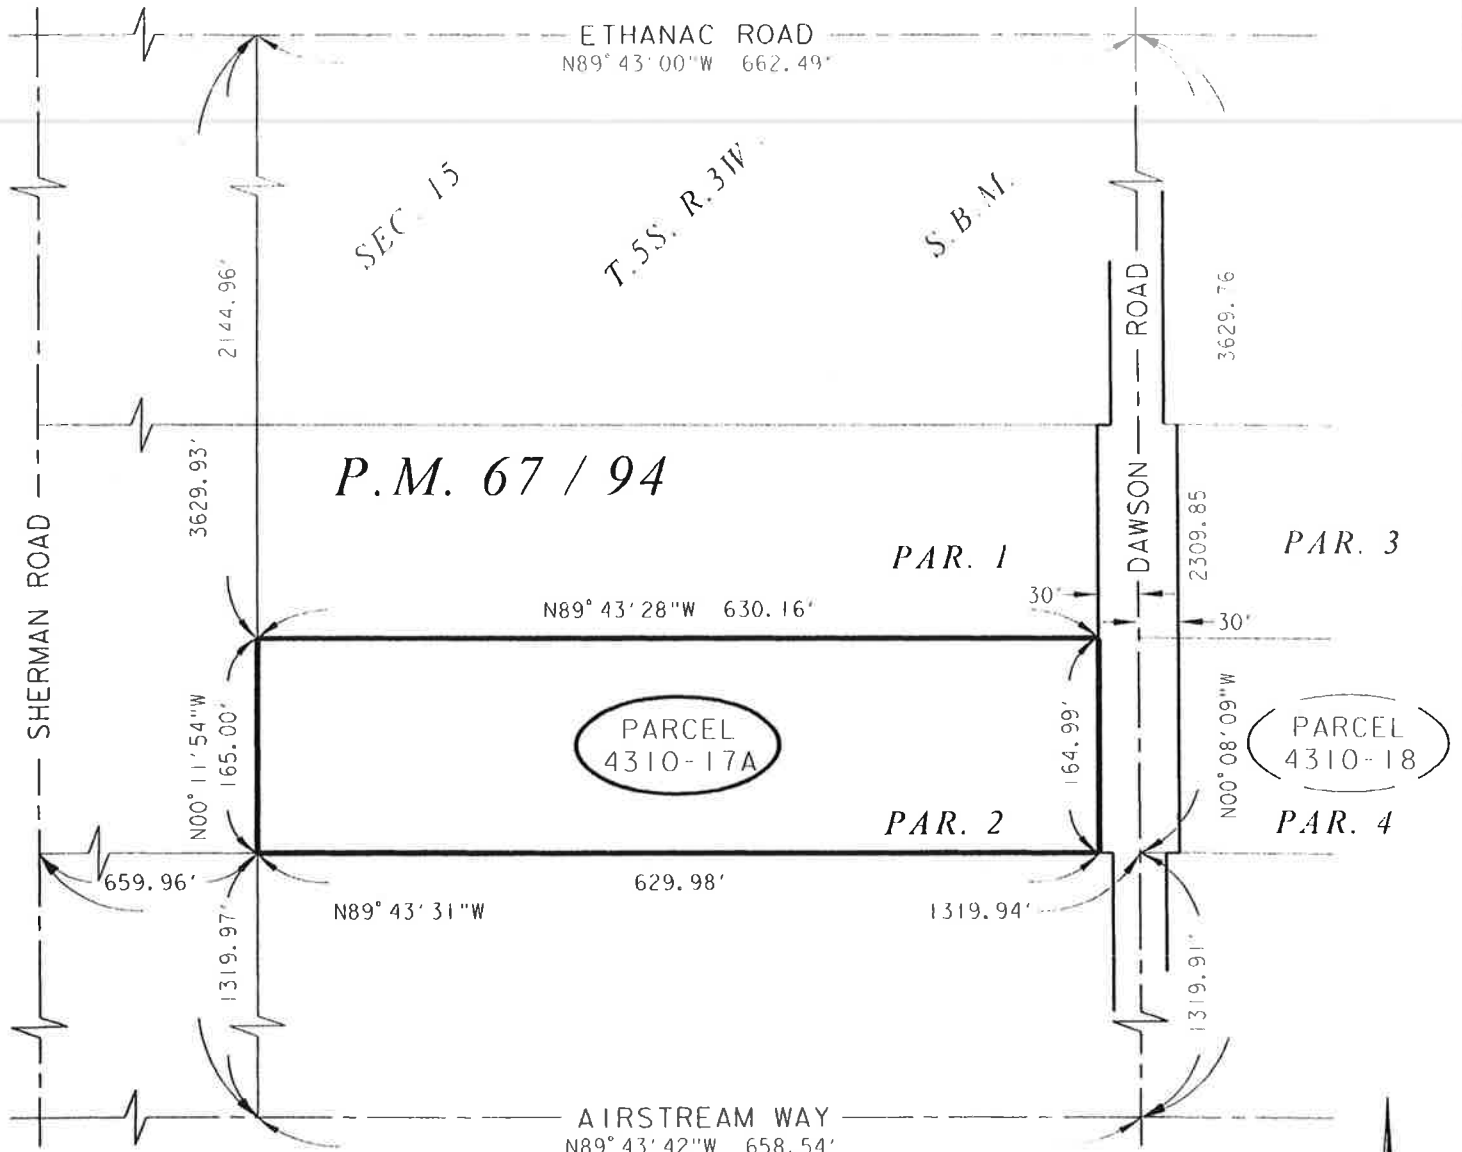 ETHANAC ROAD
N89°43'00"W 662.49'
SEC. 15
T.5S. R.3W.
S.B.M.
2144.96'
ROAD
3629.76
3629.93'
P.M. 67 / 94
DAWSON
2309.85
PAR. 1
PAR. 3
SHERMAN ROAD
N89°43'28"W 630.16'
30'
30'
N00°11'54"W
165.00'
PARCEL
4310-17A
164.99'
N00°08'09"W
PARCEL
4310-18
PAR. 2
PAR. 4
659.96'
629.98'
N89°43'31"W
1319.94'
1319.97'
1319.91'
AIRSTREAM WAY
N89°43'42"W 658.54'